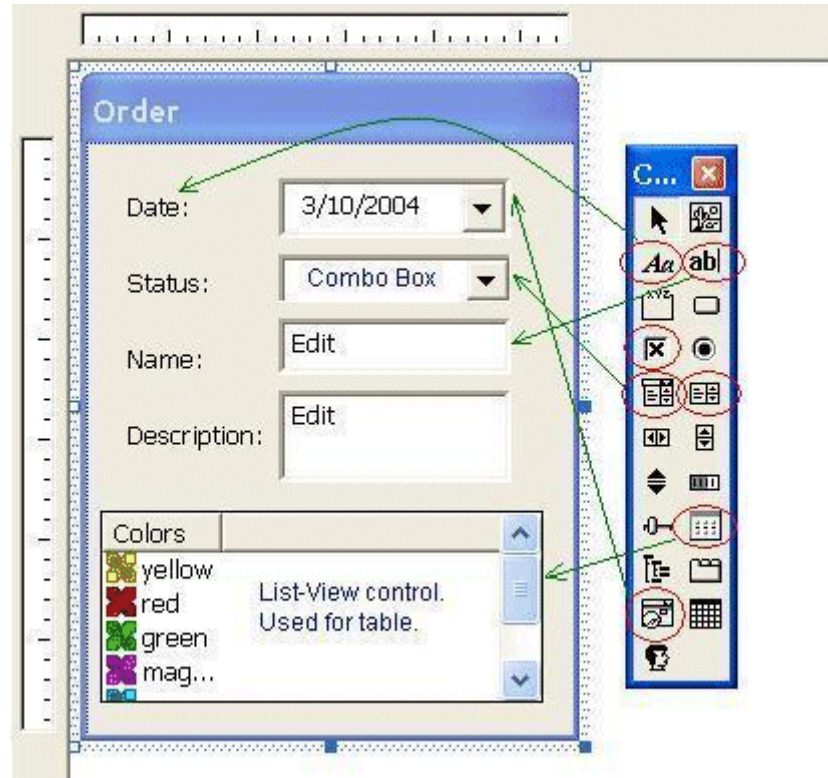 Order
C...
Date:
3/10/2004
Aa
ab
XYZ
Status:
Combo Box
Name:
Edit
Description:
Edit
Colors
yellow
red
green
mag...
List-View control.
Used for table.